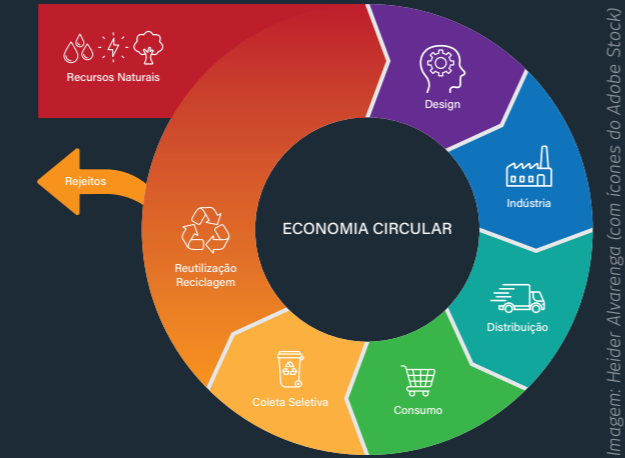 Recursos Naturais
Design
Rejeitos
Indústria
ECONOMIA CIRCULAR
Reutilização
Reciclagem
Distribuição
Coleta Seletiva
Consumo
Imagem: Heider Alvarenga (com ícones do Adobe Stock)